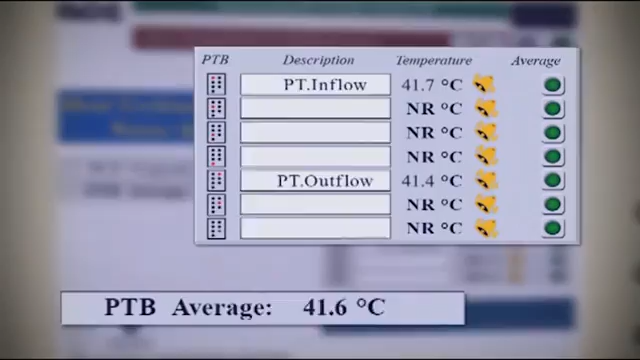 PTB Description Temperature Average
PT.Inflow 41.7 °C
NR °C
NR °C
NR °C
PT.Outflow 41.4 °C
NR °C
NR °C
PTB Average: 41.6 °C